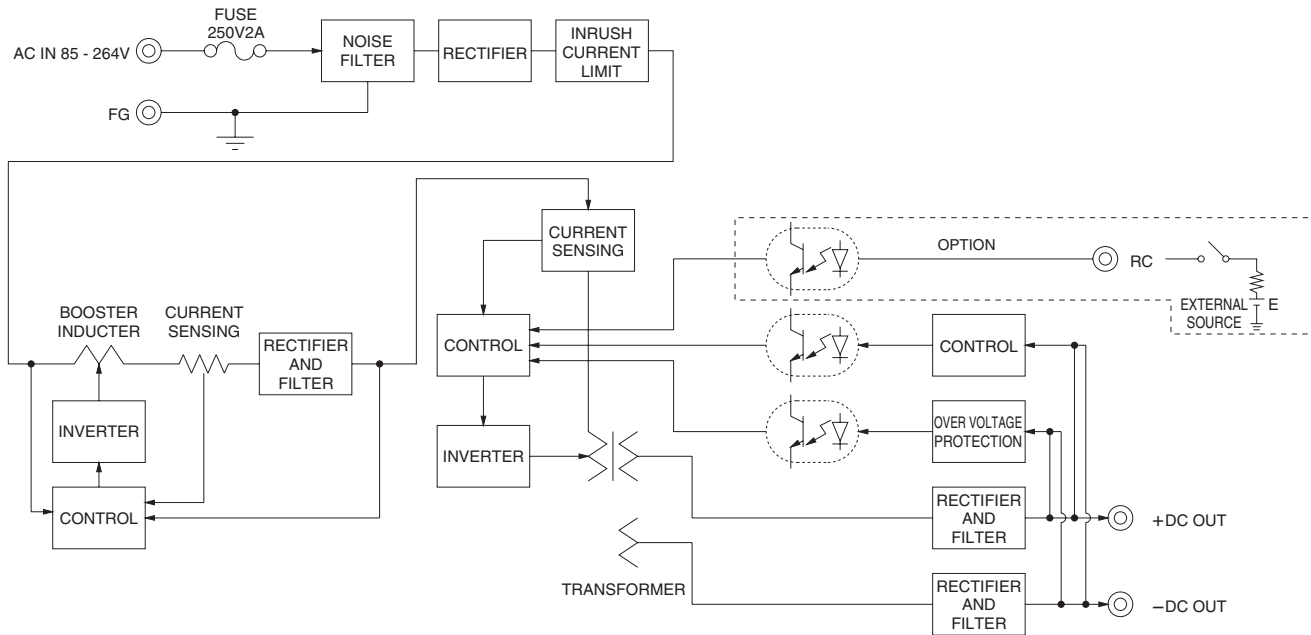 FUSE
250V2A
AC IN 85 - 264V
NOISE
FILTER
RECTIFIER
INRUSH
CURRENT
LIMIT
FG
CURRENT
SENSING
OPTION
RC
EXTERNAL
SOURCE
E
BOOSTER
INDUCTER
CURRENT
SENSING
RECTIFIER
AND
FILTER
CONTROL
CONTROL
INVERTER
INVERTER
OVER VOLTAGE
PROTECTION
CONTROL
RECTIFIER
AND
FILTER
+DC OUT
TRANSFORMER
RECTIFIER
AND
FILTER
−DC OUT